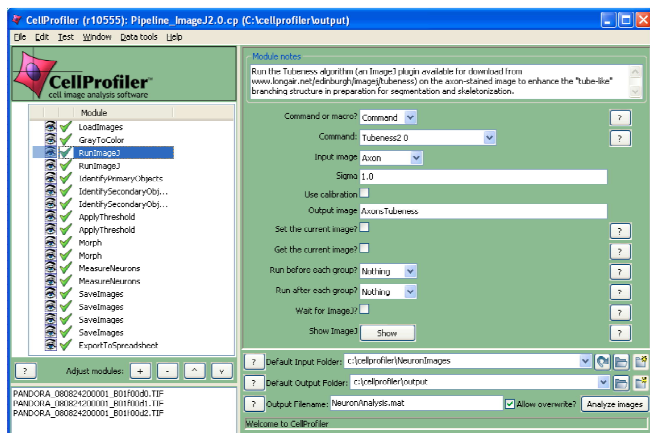 CellProfiler (r10555): Pipeline_ImageJ2.0.cp (C:\cellprofiler\output)
File Edit Test Window Data tools Help
CellProfiler™
cell image analysis software
Module
LoadImages
GrayToColor
RunImageJ
RunImageJ
IdentifyPrimaryObjects
IdentifySecondaryObj...
IdentifySecondaryObj...
ApplyThreshold
ApplyThreshold
Morph
Morph
MeasureNeurons
MeasureNeurons
SaveImages
SaveImages
SaveImages
SaveImages
ExportToSpreadsheet
? Adjust modules: + - ^ v
PANDORA_080824200001_B01f00d0.TIF
PANDORA_080824200001_B01f00d1.TIF
PANDORA_080824200001_B01f00d2.TIF
Module notes
Run the Tubeness algorithm (an ImageJ plugin available for download from
www.longair.net/edinburgh/imagej/tubeness) on the axon-stained image to enhance the "tube-like"
branching structure in preparation for segmentation and skeletonization.
Command or macro? Command ?
Command: Tubeness2 0 ?
Input image Axon
Sigma 1.0
Use calibration
Output image AxonsTubeness
Set the current image? ?
Get the current image? ?
Run before each group? Nothing ?
Run after each group? Nothing ?
Wait for ImageJ? ?
Show ImageJ Show ?
? Default Input Folder: c:\cellprofiler\NeuronImages
? Default Output Folder: c:\cellprofiler\output
? Output Filename: NeuronAnalysis.mat Allow overwrite? Analyze images
Welcome to CellProfiler